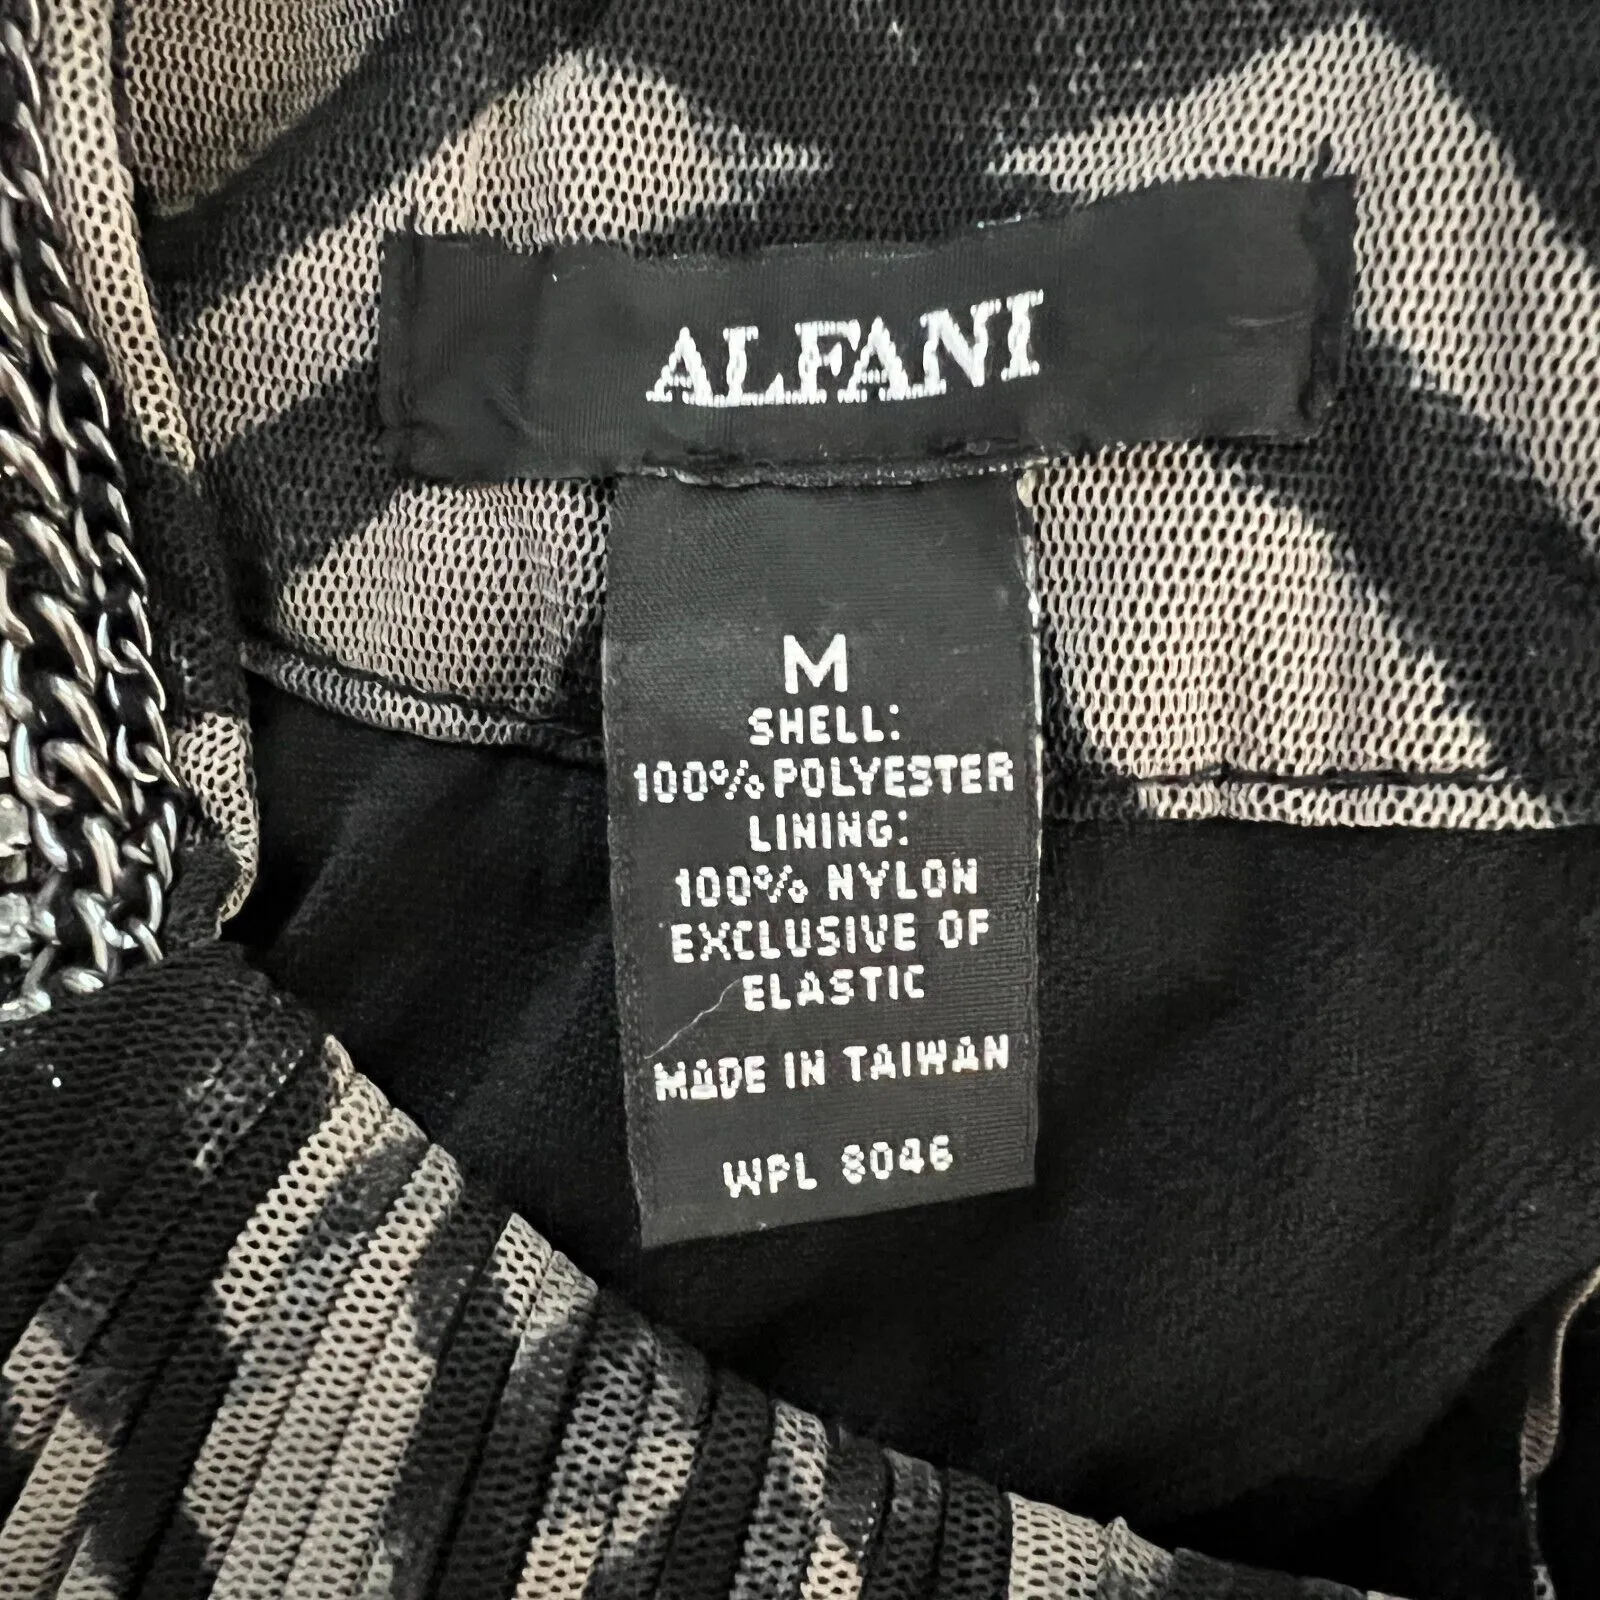 ALFANI
M
SHELL:
100% POLYESTER
LINING:
100% NYLON
EXCLUSIVE OF
ELASTIC
MADE IN TAIWAN
WPL 8046